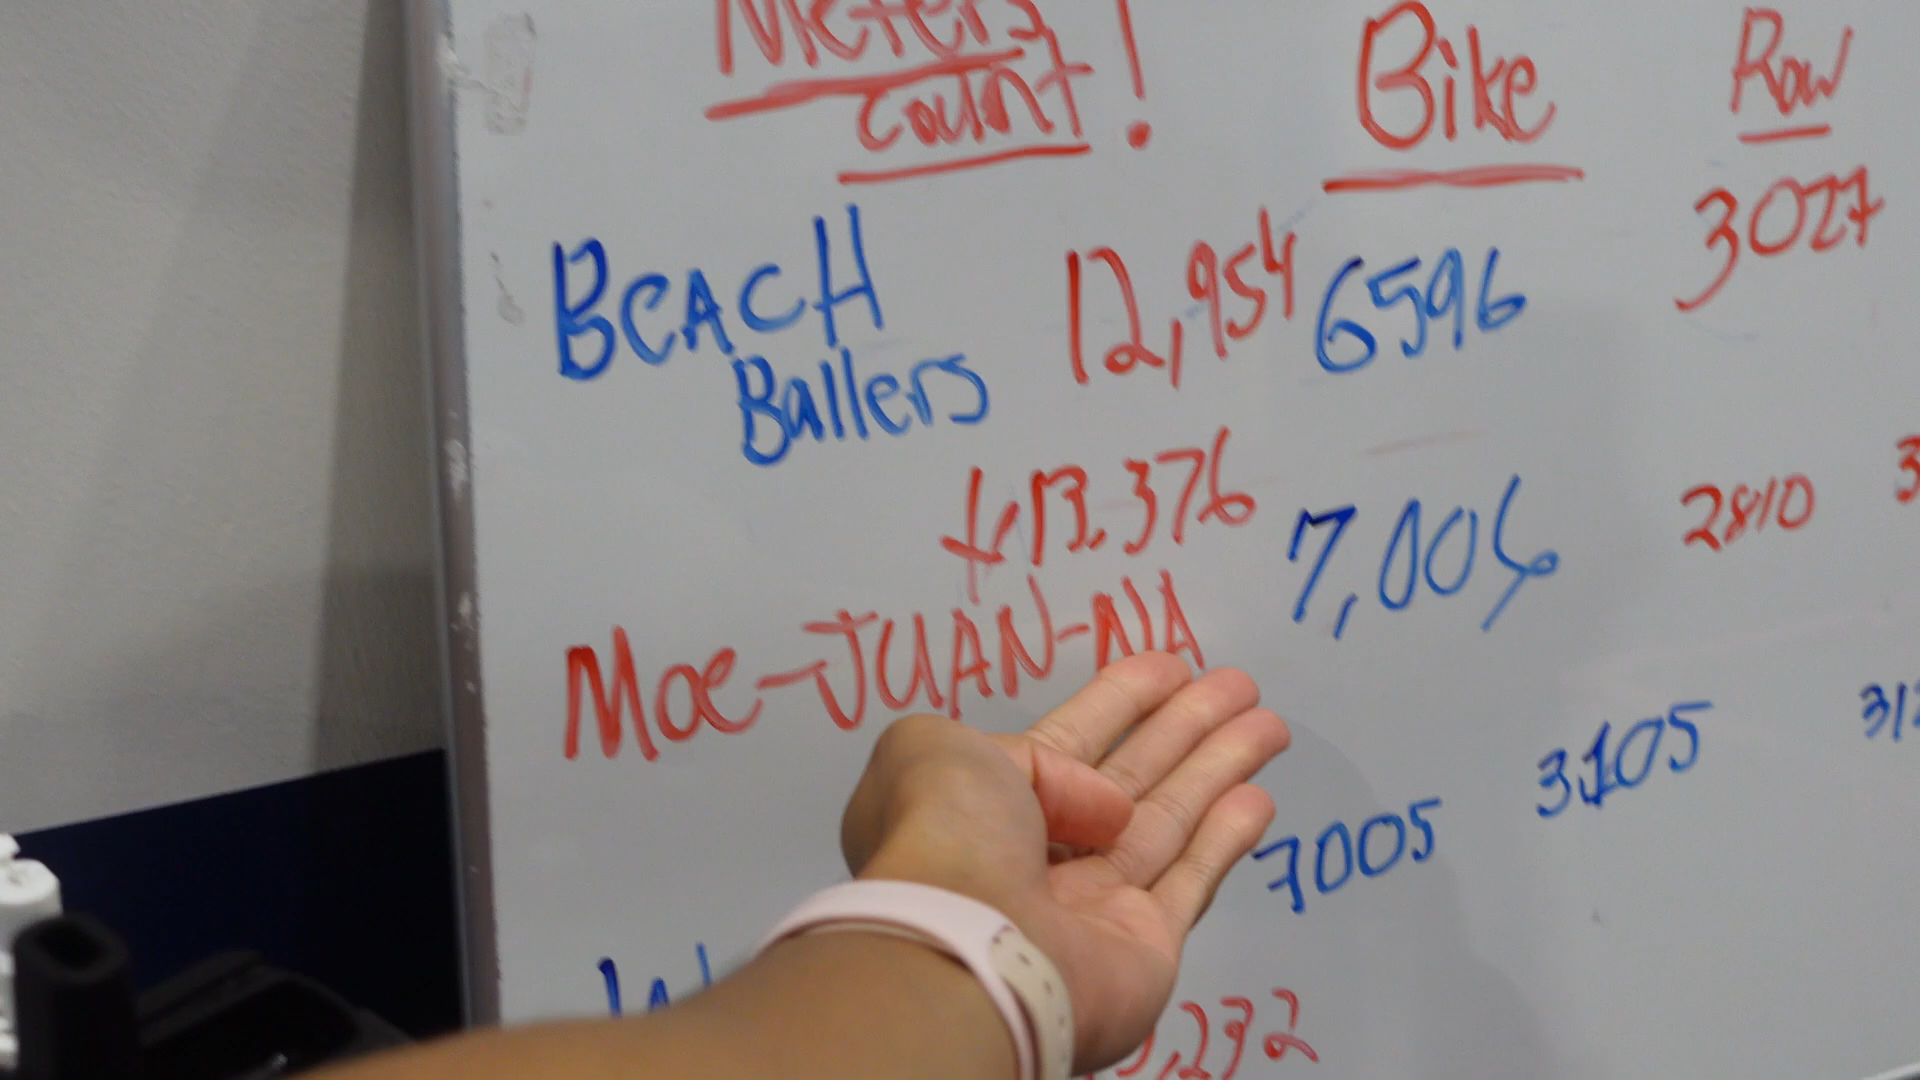 Meters
count!
Bike
Row
BEACH
Ballers
12,954
6596
3027
13,376
7,006
2810
MOE-JUAN-NA
3105
7005
,232